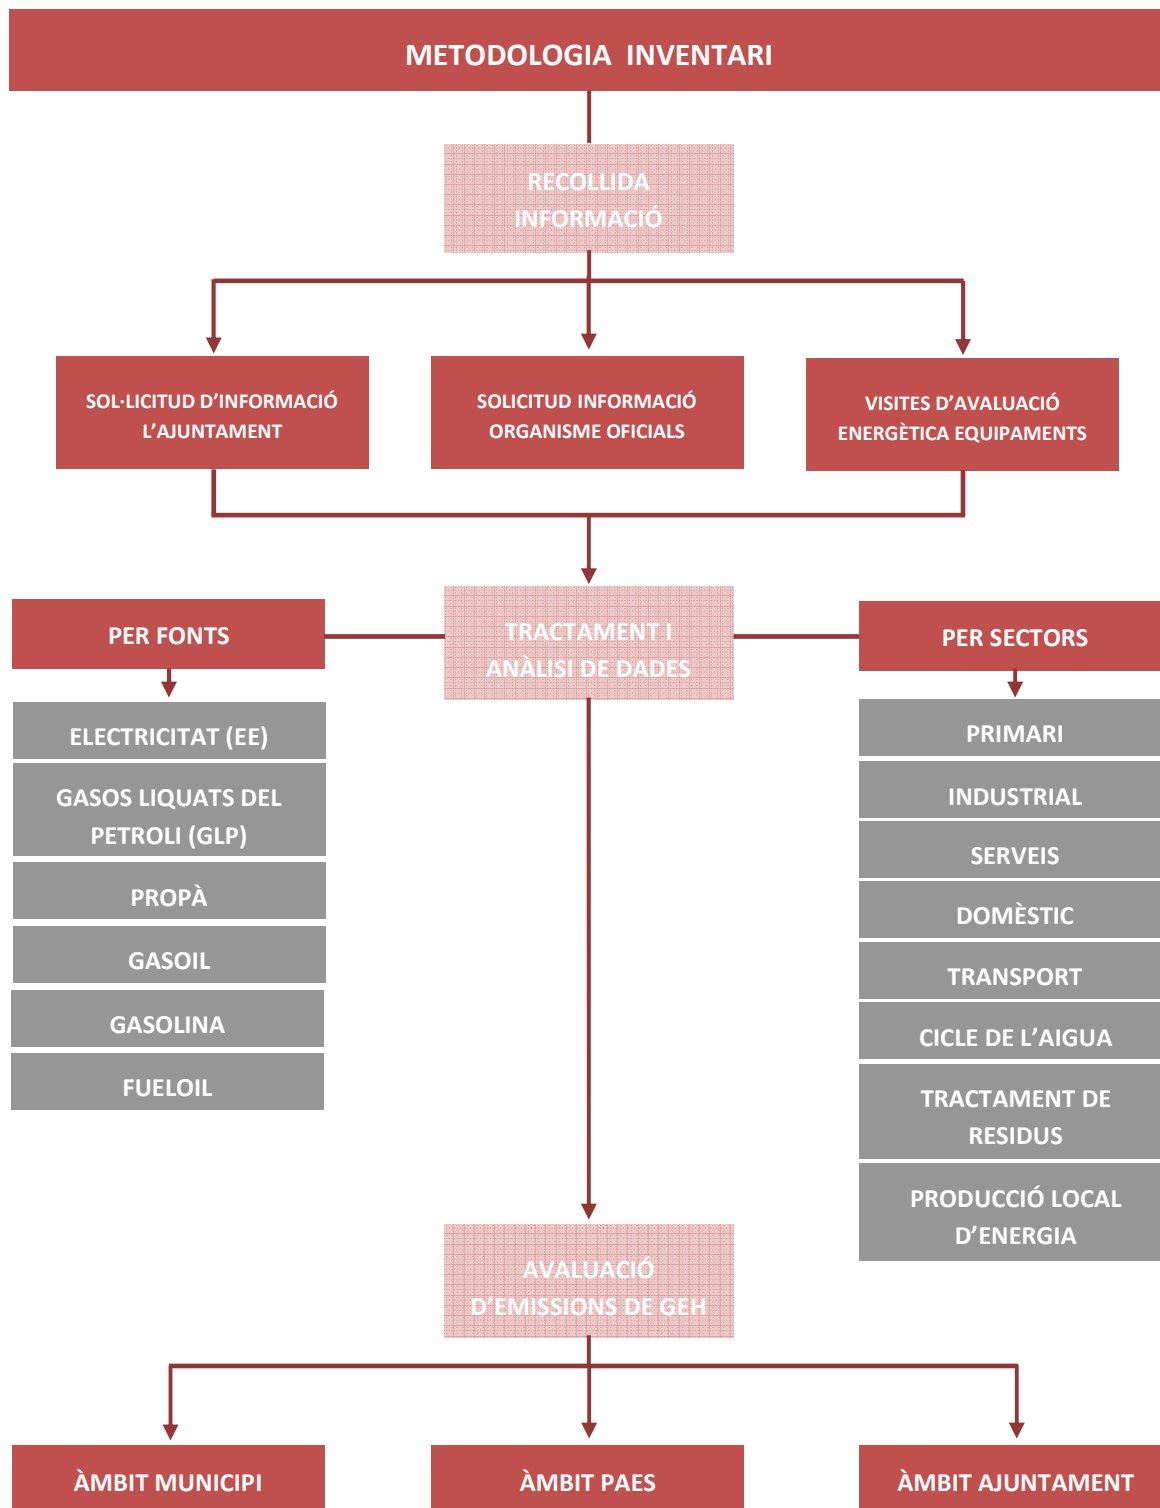 METODOLOGIA INVENTARI
RECOLLIDA
INFORMACIÓ
SOL·LICITUD D'INFORMACIÓ
L'AJUNTAMENT
SOLICITUD INFORMACIÓ
ORGANISME OFICIALS
VISITES D'AVALUACIÓ
ENERGÈTICA EQUIPAMENTS
PER FONTS
TRACTAMENT I
ANÀLISI DE DADES
PER SECTORS
ELECTRICITAT (EE)
GASOS LIQUATS DEL
PETROLI (GLP)
PROPÀ
GASOIL
GASOLINA
FUELOIL
PRIMARI
INDUSTRIAL
SERVEIS
DOMÈSTIC
TRANSPORT
CICLE DE L'AIGUA
TRACTAMENT DE
RESIDUS
PRODUCCIÓ LOCAL
D'ENERGIA
AVALUACIÓ
D'EMISSIONS DE GEH
ÀMBIT MUNICIPI
ÀMBIT PAES
ÀMBIT AJUNTAMENT